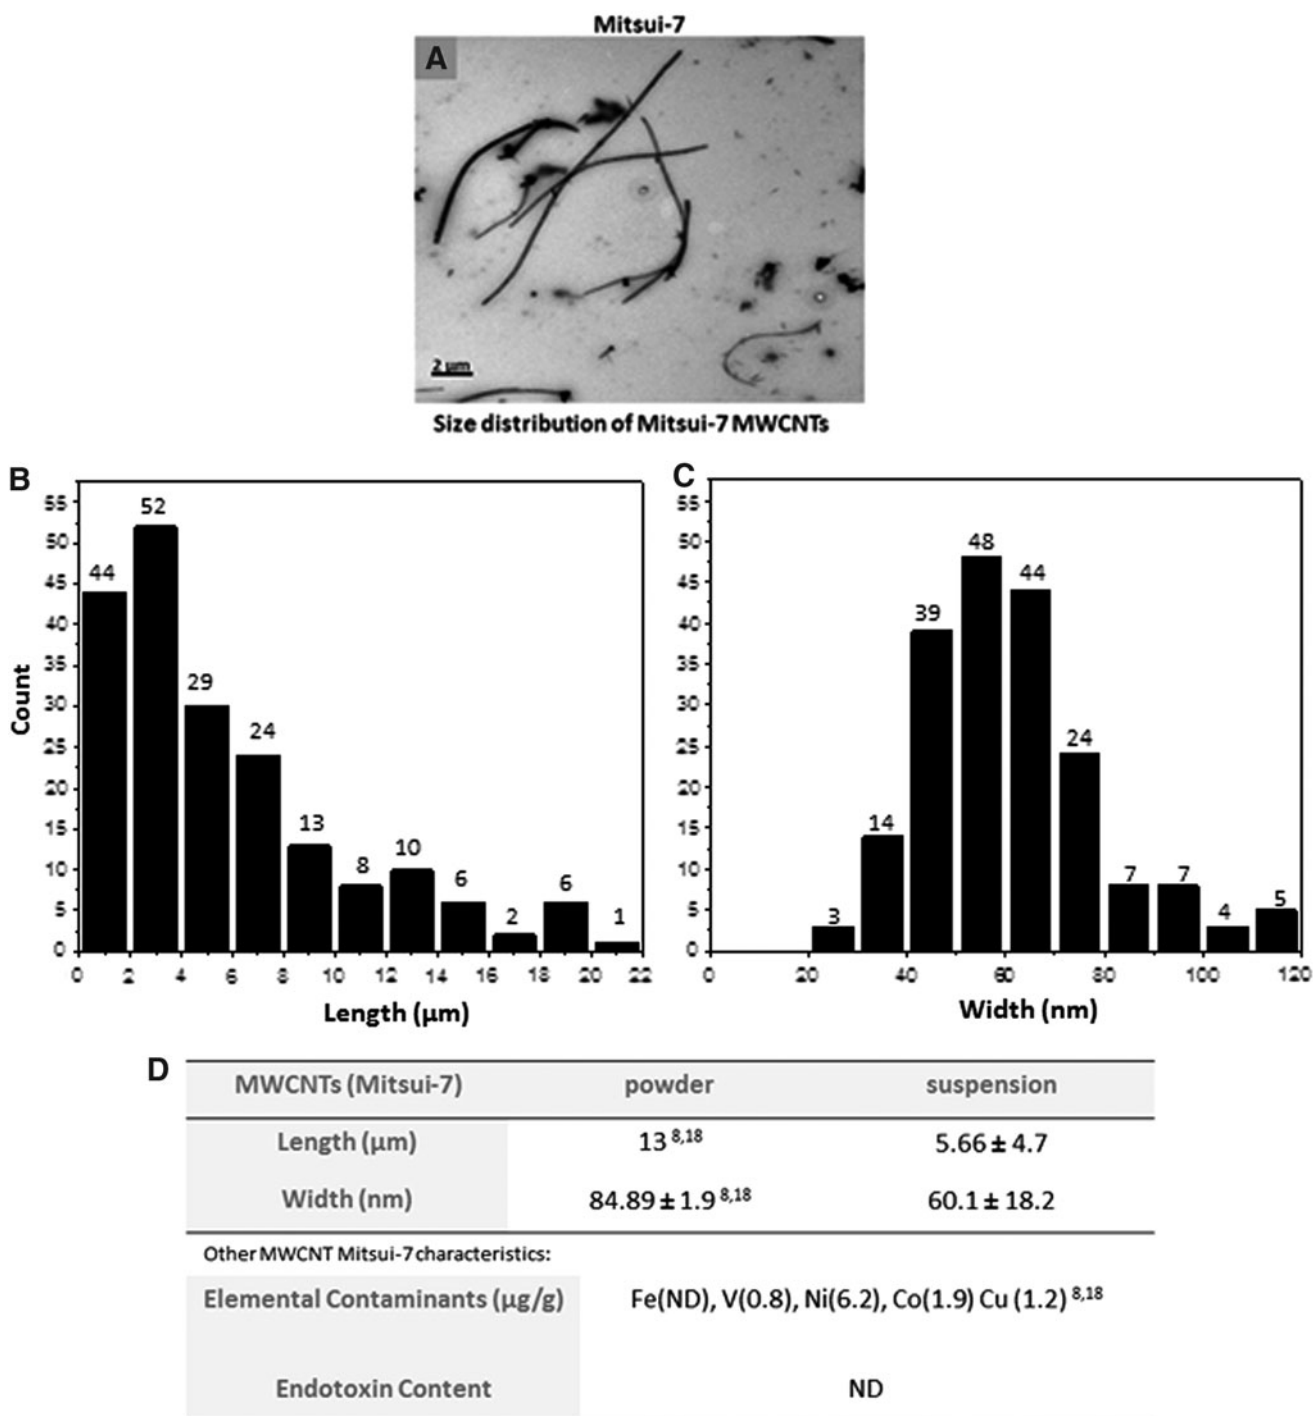 Mitsui-7
A
2 µm
Size distribution of Mitsui-7 MWCNTs
B
Count
55
50
45
40
35
30
25
20
15
10
5
0
44
52
29
24
13
8
10
6
2
6
1
0 2 4 6 8 10 12 14 16 18 20 22
Length (µm)
C
55
50
45
40
35
30
25
20
15
10
5
0
3
14
39
48
44
24
7
7
4
5
0 20 40 60 80 100 120
Width (nm)
D
MWCNTs (Mitsui-7) powder suspension
Length (µm) 13 8,18 5.66 ± 4.7
Width (nm) 84.89 ± 1.9 8,18 60.1 ± 18.2
Other MWCNT Mitsui-7 characteristics:
Elemental Contaminants (µg/g) Fe(ND), V(0.8), Ni(6.2), Co(1.9) Cu (1.2) 8,18
Endotoxin Content ND